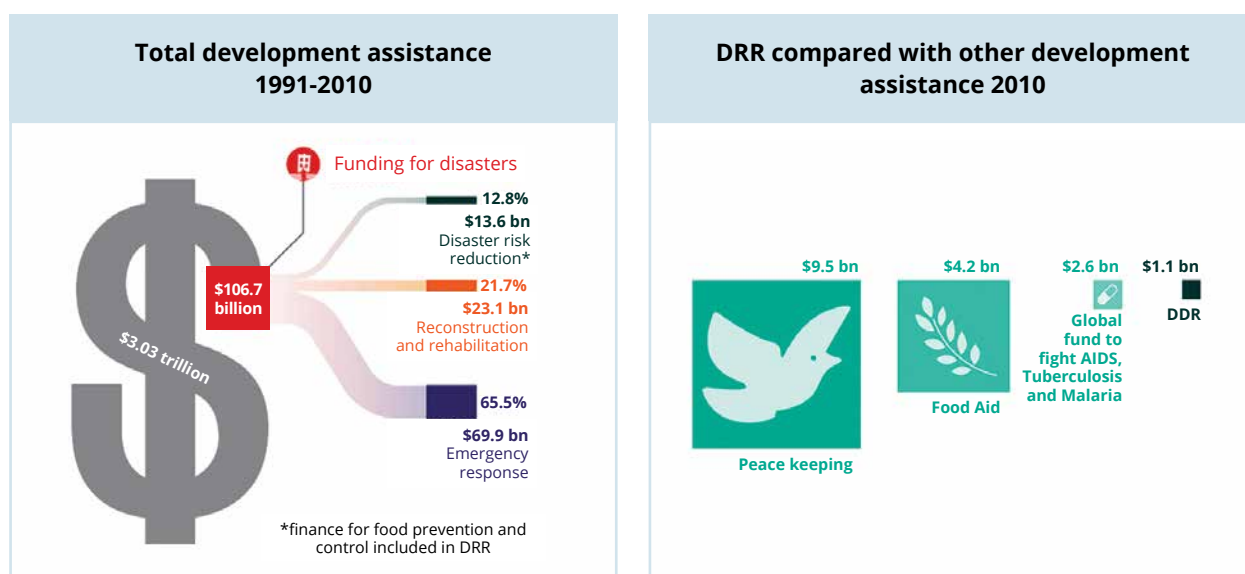 Total development assistance
1991-2010
Funding for disasters
12.8%
$13.6 bn
Disaster risk
reduction*
$106.7
billion
21.7%
$23.1 bn
Reconstruction
and rehabilitation
$3.03 trillion
65.5%
$69.9 bn
Emergency
response
*finance for food prevention and
control included in DRR
DRR compared with other development
assistance 2010
$9.5 bn
Peace keeping
$4.2 bn
Food Aid
$2.6 bn
Global
fund to
fight AIDS,
Tuberculosis
and Malaria
$1.1 bn
DDR